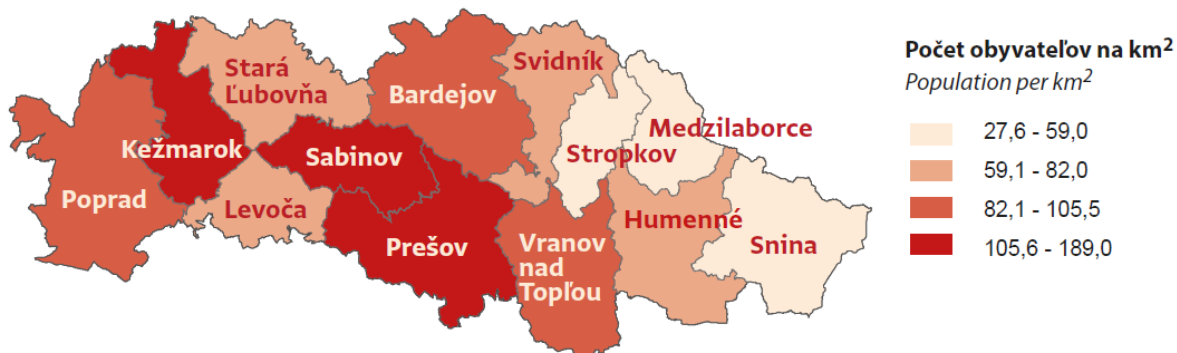 Svidník
Stará
Ľubovňa
Bardejov
Medzilaborce
Kežmarok
Sabinov
Stropkov
Poprad
Levoča
Humenné
Prešov
Vranov
nad
Topľou
Snina
Počet obyvateľov na km²
Population per km²
27,6 - 59,0
59,1 - 82,0
82,1 - 105,5
105,6 - 189,0